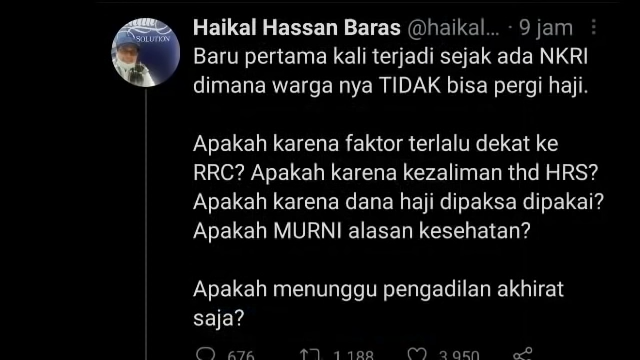 SOLUTION
Haikal Hassan Baras @haikal... · 9 jam
Baru pertama kali terjadi sejak ada NKRI
dimana warga nya TIDAK bisa pergi haji.
Apakah karena faktor terlalu dekat ke
RRC? Apakah karena kezaliman thd HRS?
Apakah karena dana haji dipaksa dipakai?
Apakah MURNI alasan kesehatan?
Apakah menunggu pengadilan akhirat
saja?
676 1.188 3.950